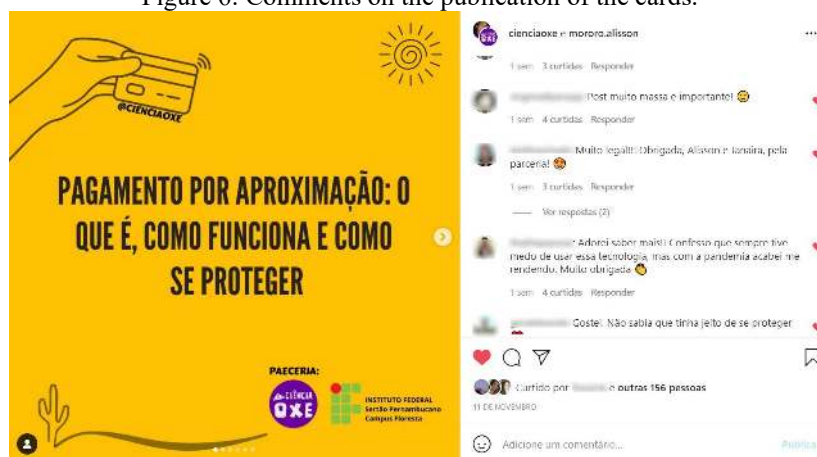 Figure 6: Comments on the publication of the cards.
@CIENCIAOXE
PAGAMENTO POR APROXIMAÇÃO: O
QUE É, COMO FUNCIONA E COMO
SE PROTEGER
PAECERIA:
A CIÊNCIA
OXE
INSTITUTO FEDERAL
Sertão Pernambucano
Campus Floresta
cienciaoxe e mororo.alisson
1 sem 3 curtidas Responder
Post muito massa e importante!
1 sem 4 curtidas Responder
Muito legal!! Obrigada, Alisson e Tanaira, pela
parceria!
1 sem 3 curtidas Responder
Ver respostas (2)
Adorei saber mais!! Confesso que sempre tive
medo de usar essa tecnologia, mas com a pandemia acabei me
rendendo. Muito obrigada
1 sem 4 curtidas Responder
Gostei. Não sabia que tinha jeito de se proteger
Curtido por e outras 156 pessoas
11 DE NOVEMBRO
Adicione um comentário...
Publicar